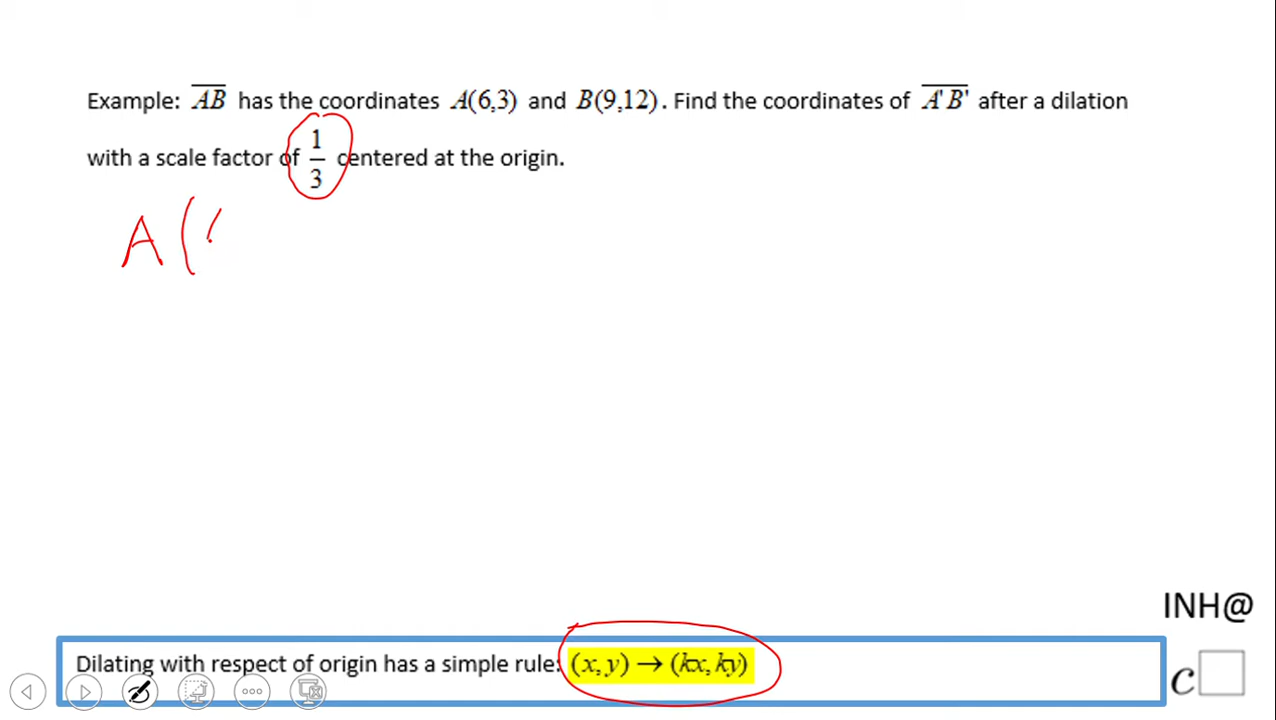 Example: AB has the coordinates A(6,3) and B(9,12). Find the coordinates of A'B' after a dilation
with a scale factor of 1/3 centered at the origin.
A (
INH@
Dilating with respect of origin has a simple rule: (x, y) → (kx, ky)
c